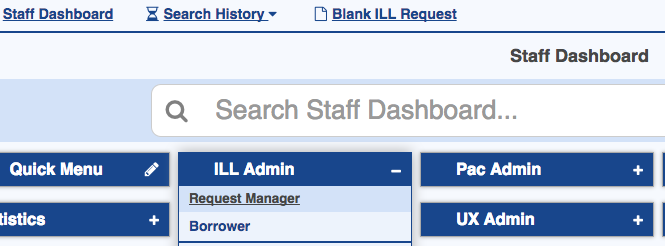 Staff Dashboard Search History Blank ILL Request
Staff Dashboard
Search Staff Dashboard...
Quick Menu ILL Admin – Pac Admin +
Request Manager
tistics + Borrower UX Admin +